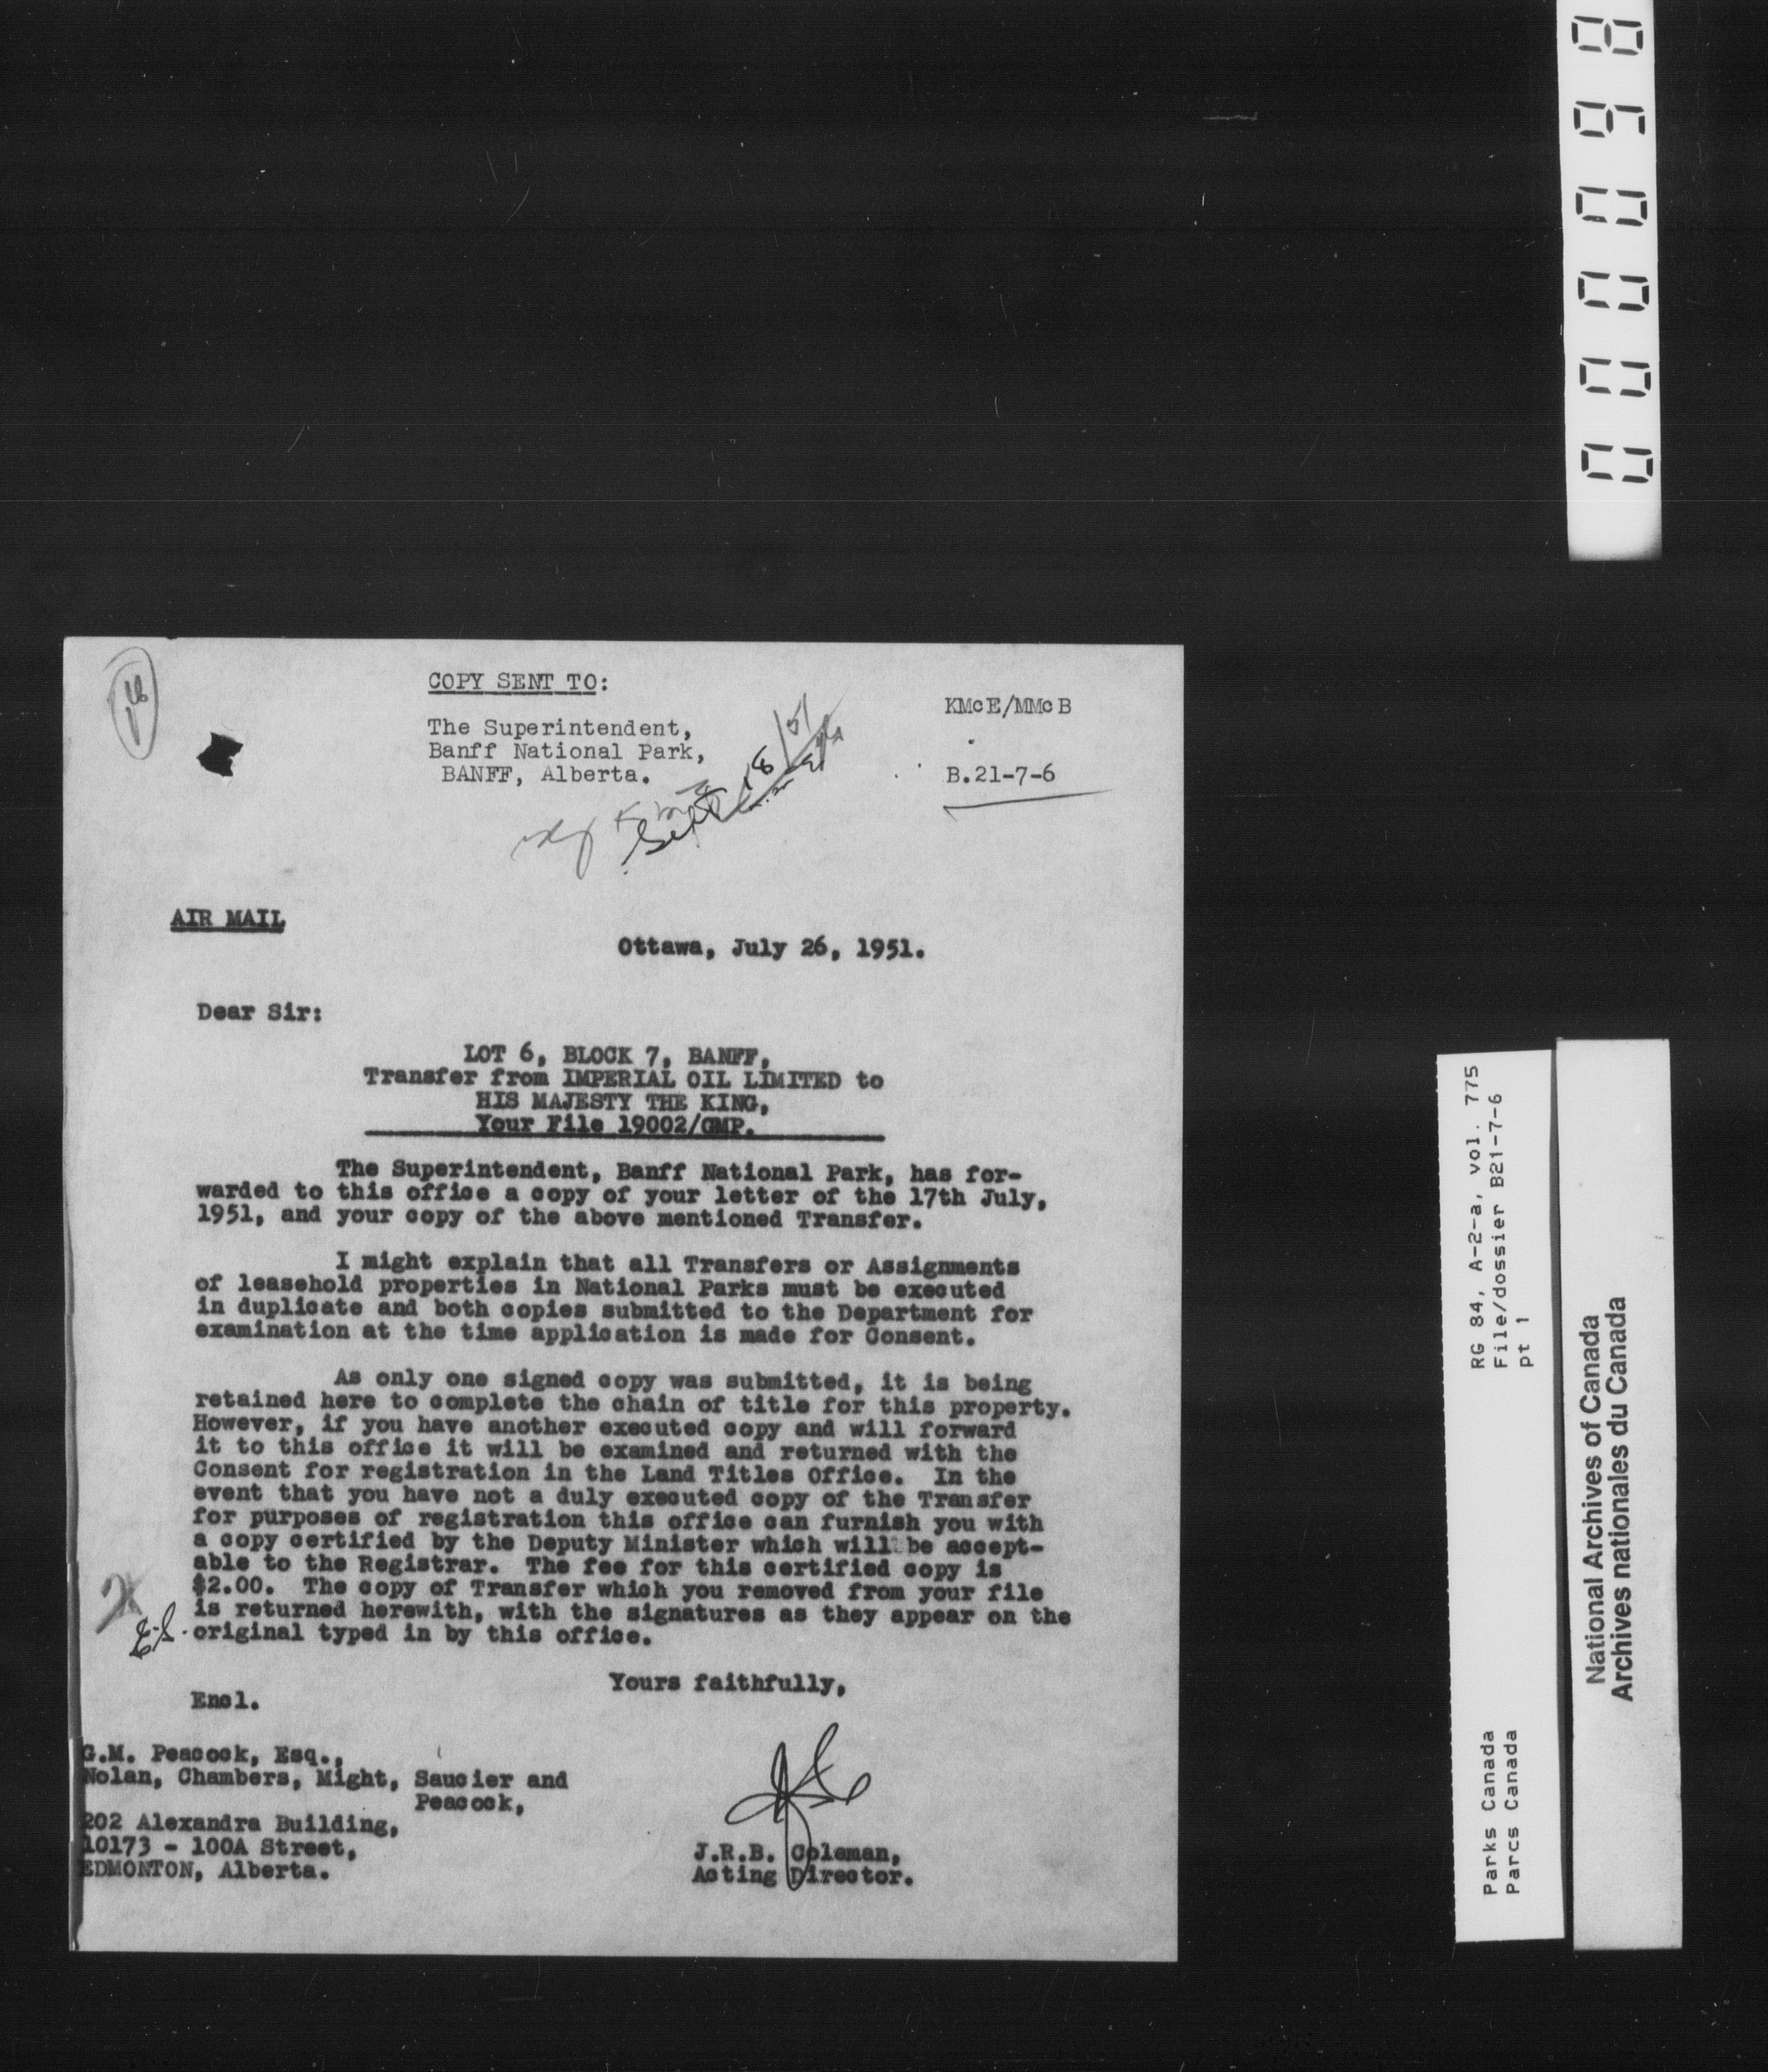 COPY SENT TO:
The Superintendent,
Banff National Park,
BANFF, Alberta.
KMcE/MMcB
B.21-7-6
Sept 18/51
AIR MAIL
Ottawa, July 26, 1951.
Dear Sir:
LOT 6, BLOCK 7, BANFF,
Transfer from IMPERIAL OIL LIMITED to
HIS MAJESTY THE KING,
Your File 19002/GMP.
The Superintendent, Banff National Park, has for-
warded to this office a copy of your letter of the 17th July,
1951, and your copy of the above mentioned Transfer.
I might explain that all Transfers or Assignments
of leasehold properties in National Parks must be executed
in duplicate and both copies submitted to the Department for
examination at the time application is made for Consent.
As only one signed copy was submitted, it is being
retained here to complete the chain of title for this property.
However, if you have another executed copy and will forward
it to this office it will be examined and returned with the
Consent for registration in the Land Titles Office. In the
event that you have not a duly executed copy of the Transfer
for purposes of registration this office can furnish you with
a copy certified by the Deputy Minister which will be accept-
able to the Registrar. The fee for this certified copy is
$2.00. The copy of Transfer which you removed from your file
is returned herewith, with the signatures as they appear on the
original typed in by this office.
Yours faithfully,
Encl.
G.M. Peacock, Esq.,
Nolan, Chambers, Might, Saucier and
Peacock,
202 Alexandra Building,
10173 - 100A Street,
EDMONTON, Alberta.
J.R.B. Coleman,
Acting Director.
000098
RG 84, A-2-a, vol. 775
File/dossier B21-7-6
pt 1
Parks Canada
Parcs Canada
National Archives of Canada
Archives nationales du Canada